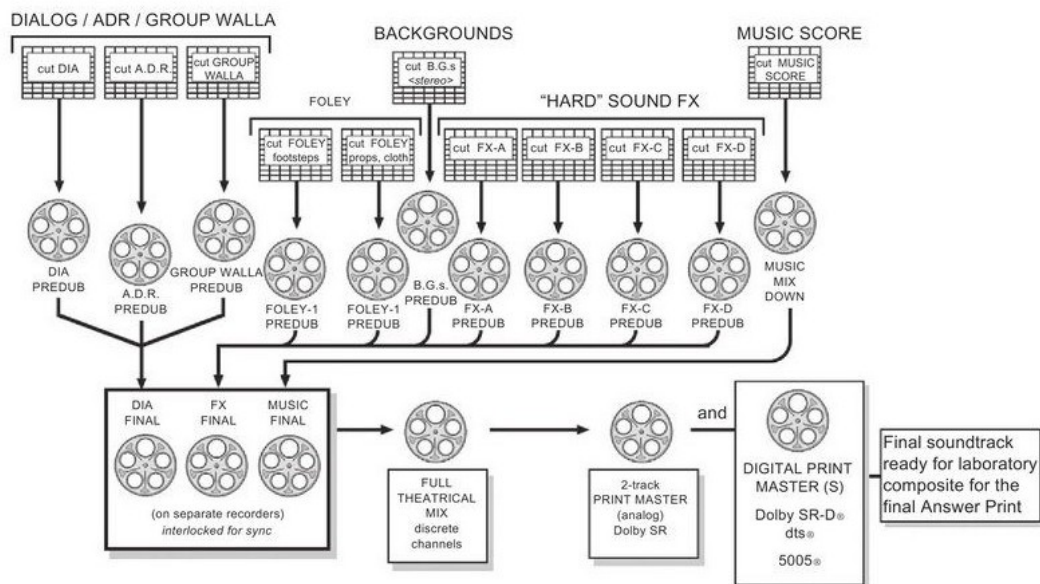 DIALOG / ADR / GROUP WALLA
BACKGROUNDS
MUSIC SCORE
cut DIA
cut A.D.R.
cut GROUP
WALLA
cut B.G.s
<stereo>
cut MUSIC
SCORE
FOLEY
“HARD” SOUND FX
cut FOLEY
footsteps
cut FOLEY
props, cloth
cut FX-A
cut FX-B
cut FX-C
cut FX-D
DIA
PREDUB
A.D.R.
PREDUB
GROUP WALLA
PREDUB
FOLEY-1
PREDUB
FOLEY-1
PREDUB
B.G.s.
PREDUB
FX-A
PREDUB
FX-B
PREDUB
FX-C
PREDUB
FX-D
PREDUB
MUSIC
MIX
DOWN
DIA
FINAL
FX
FINAL
MUSIC
FINAL
(on separate recorders)
interlocked for sync
FULL
THEATRICAL
MIX
discrete
channels
2-track
PRINT MASTER
(analog)
Dolby SR
and
DIGITAL PRINT
MASTER (S)
Dolby SR-D®
dts®
5005®
Final soundtrack
ready for laboratory
composite for the
final Answer Print